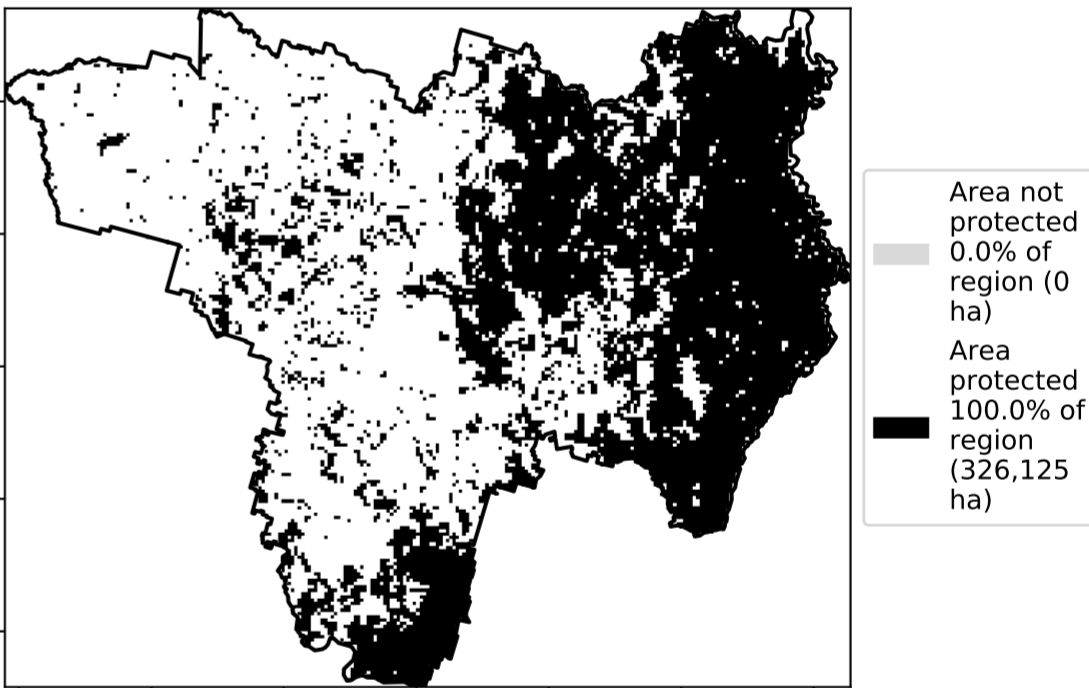 Area not
protected
0.0% of
region (0
ha)
Area
protected
100.0% of
region
(326,125
ha)